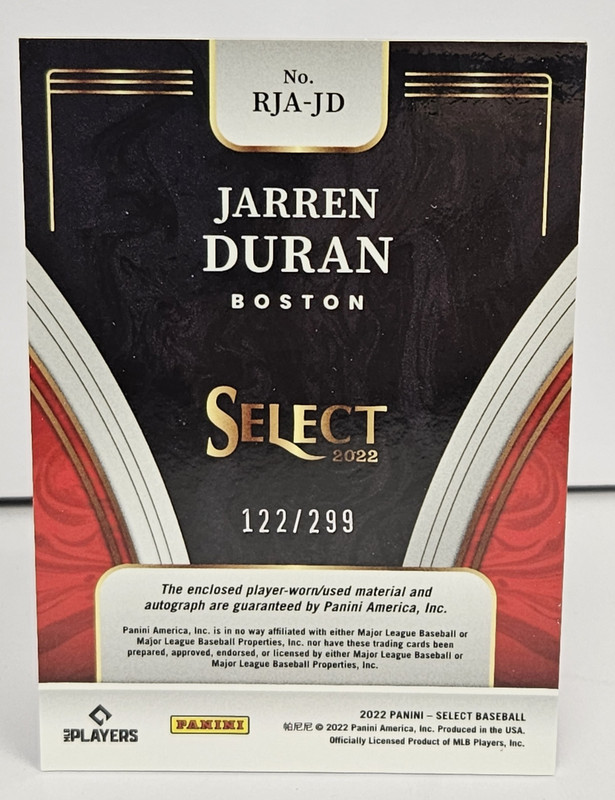 No.
RJA-JD
JARREN
DURAN
BOSTON
SELECT
2022
122/299
The enclosed player-worn/used material and
autograph are guaranteed by Panini America, Inc.
Panini America, Inc. is in no way affiliated with either Major League Baseball or
Major League Baseball Properties, Inc. nor have these trading cards been
prepared, approved, endorsed, or licensed by either Major League Baseball or
Major League Baseball Properties, Inc.
MLB PLAYERS
PANINI
2022 PANINI – SELECT BASEBALL
帕尼尼 © 2022 Panini America, Inc. Produced in the USA.
Officially Licensed Product of MLB Players, Inc.